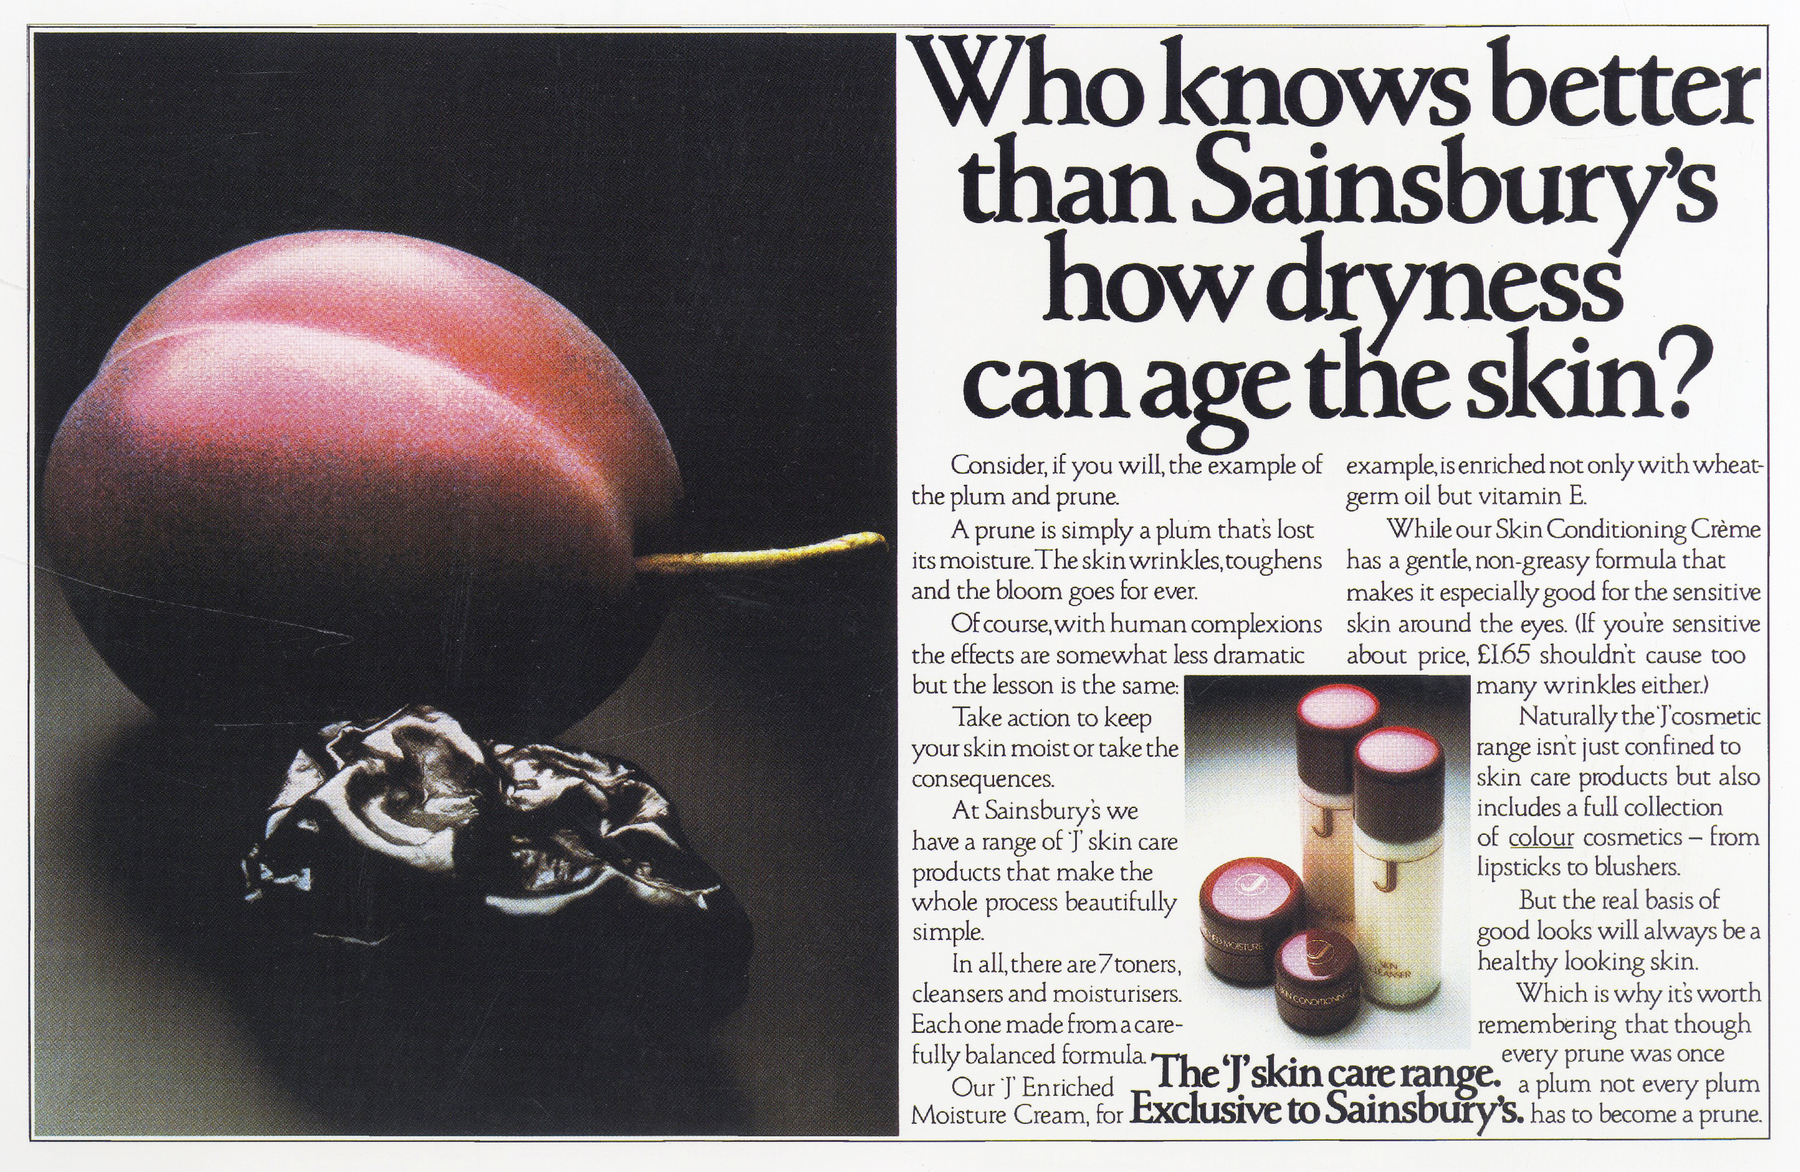 Who knows better
than Sainsbury's
how dryness
can age the skin?
Consider, if you will, the example of
the plum and prune.
A prune is simply a plum that's lost
its moisture. The skin wrinkles, toughens
and the bloom goes for ever.
Of course, with human complexions
the effects are somewhat less dramatic
but the lesson is the same:
Take action to keep
your skin moist or take the
consequences.
At Sainsbury's we
have a range of 'J' skin care
products that make the
whole process beautifully
simple.
In all, there are 7 toners,
cleansers and moisturisers.
Each one made from a care-
fully balanced formula.
Our 'J' Enriched
Moisture Cream, for
example, is enriched not only with wheat-
germ oil but vitamin E.
While our Skin Conditioning Crème
has a gentle, non-greasy formula that
makes it especially good for the sensitive
skin around the eyes. (If you're sensitive
about price, £1.65 shouldn't cause too
many wrinkles either.)
Naturally the 'J' cosmetic
range isn't just confined to
skin care products but also
includes a full collection
of colour cosmetics – from
lipsticks to blushers.
But the real basis of
good looks will always be a
healthy looking skin.
Which is why it's worth
remembering that though
every prune was once
a plum not every plum
has to become a prune.
J
J
MOISTURE
SKIN
CLEANSER
SKIN CONDITIONING
The 'J' skin care range.
Exclusive to Sainsbury's.